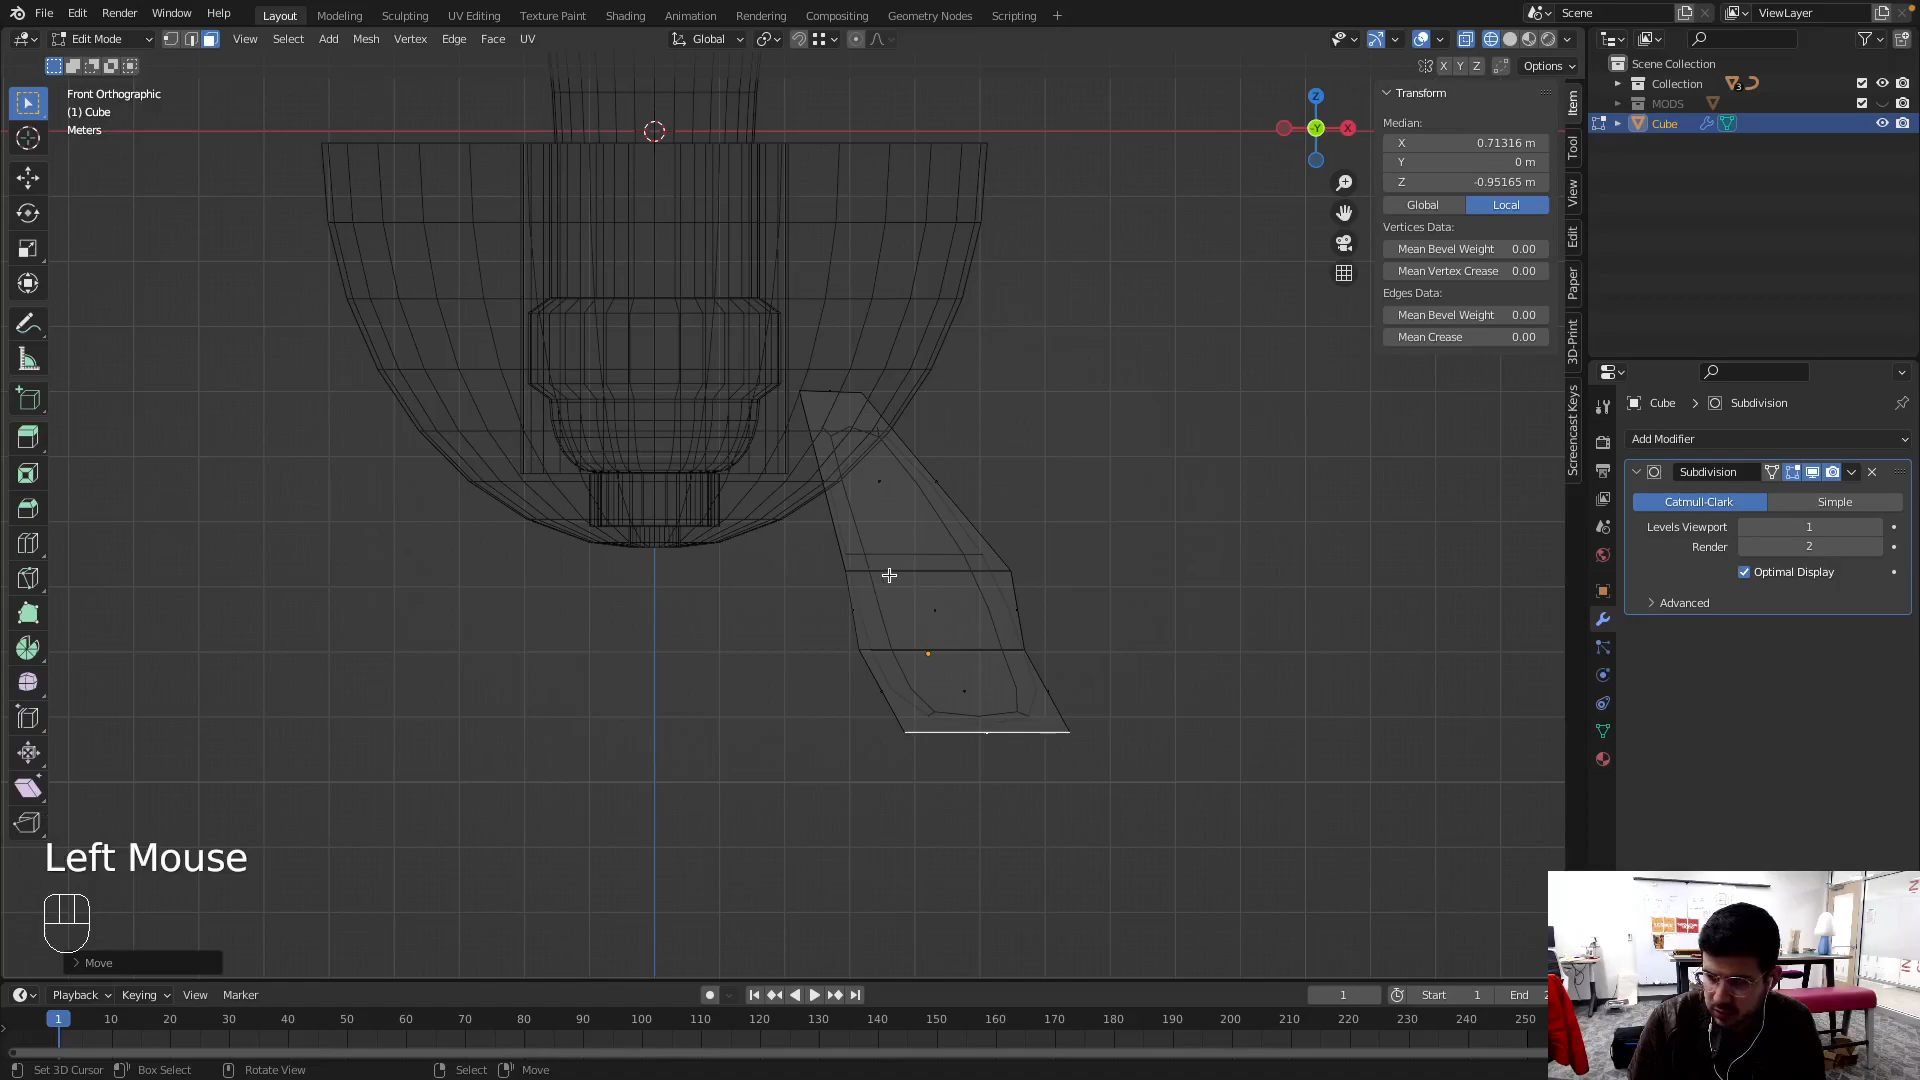 File Edit Render Window Help
Layout Modeling Sculpting UV Editing Texture Paint Shading Animation Rendering Compositing Geometry Nodes Scripting +
Scene
ViewLayer
Edit Mode
View Select Add Mesh Vertex Edge Face UV
Global
X Y Z
Options
Front Orthographic
(1) Cube
Meters
Z
-Y
X
Transform
Median:
X 0.71316 m
Y 0 m
Z -0.95165 m
Global Local
Vertices Data:
Mean Bevel Weight 0.00
Mean Vertex Crease 0.00
Edges Data:
Mean Bevel Weight 0.00
Mean Crease 0.00
Item
Tool
View
Edit
Paper
3D-Print
Screencast Keys
Scene Collection
Collection 3
MODS
Cube
Cube > Subdivision
Add Modifier
Subdivision
Catmull-Clark Simple
Levels Viewport 1
Render 2
Optimal Display
Advanced
Left Mouse
Move
Playback Keying View Marker
1
Start 1
End 2
1 10 20 30 40 50 60 70 80 90 100 110 120 130 140 150 160 170 180 190 200 210 220 230 240 250
Set 3D Cursor Box Select Rotate View Select Move